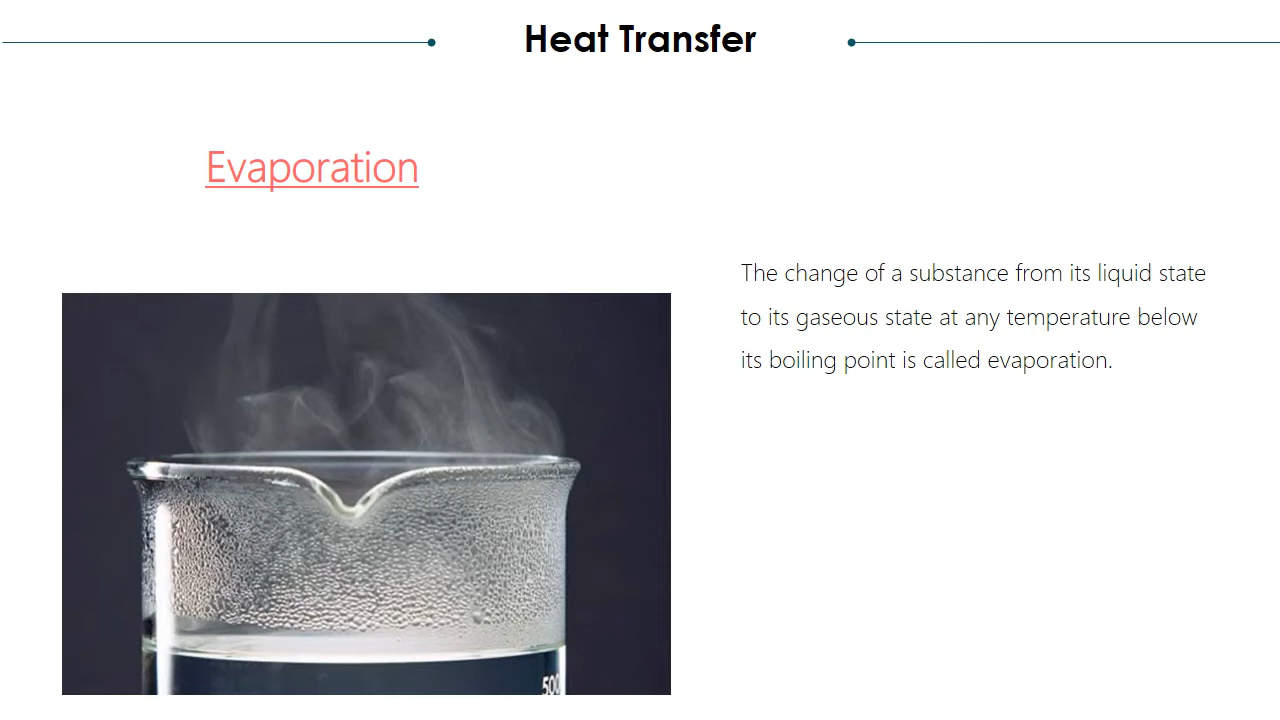 Heat Transfer
Evaporation
The change of a substance from its liquid state
to its gaseous state at any temperature below
its boiling point is called evaporation.
500